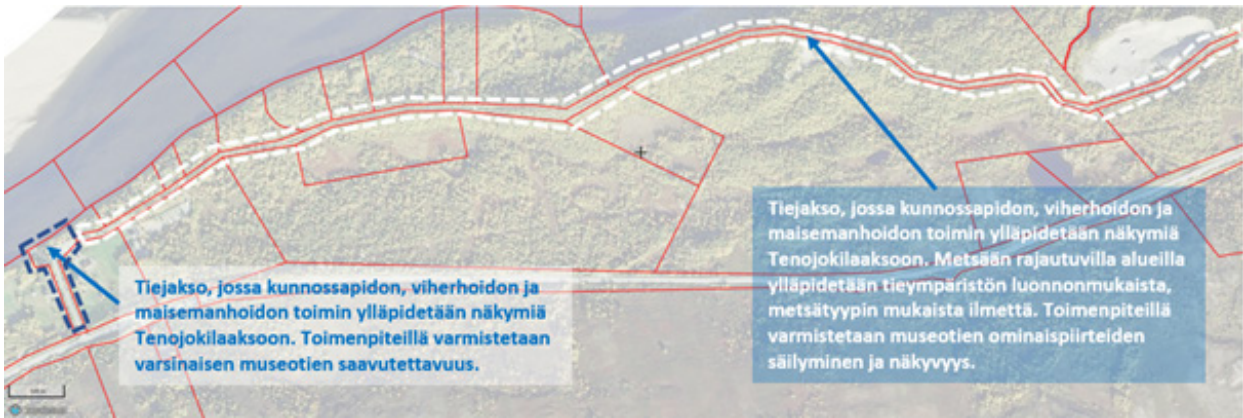 Tiejakso, jossa kunnossapidon, viherhoidon ja
maisemanhoidon toimin ylläpidetään näkymiä
Tenojokilaaksoon. Toimenpiteillä varmistetaan
varsinaisen museotien saavutettavuus.
Tiejakso, jossa kunnossapidon, viherhoidon ja
maisemanhoidon toimin ylläpidetään näkymiä
Tenojokilaaksoon. Metsään rajautuvilla alueilla
ylläpidetään tieympäristön luonnonmukaista,
metsätyypin mukaista ilmettä. Toimenpiteillä
varmistetaan museotien ominaispiirteiden
säilyminen ja näkyvyys.